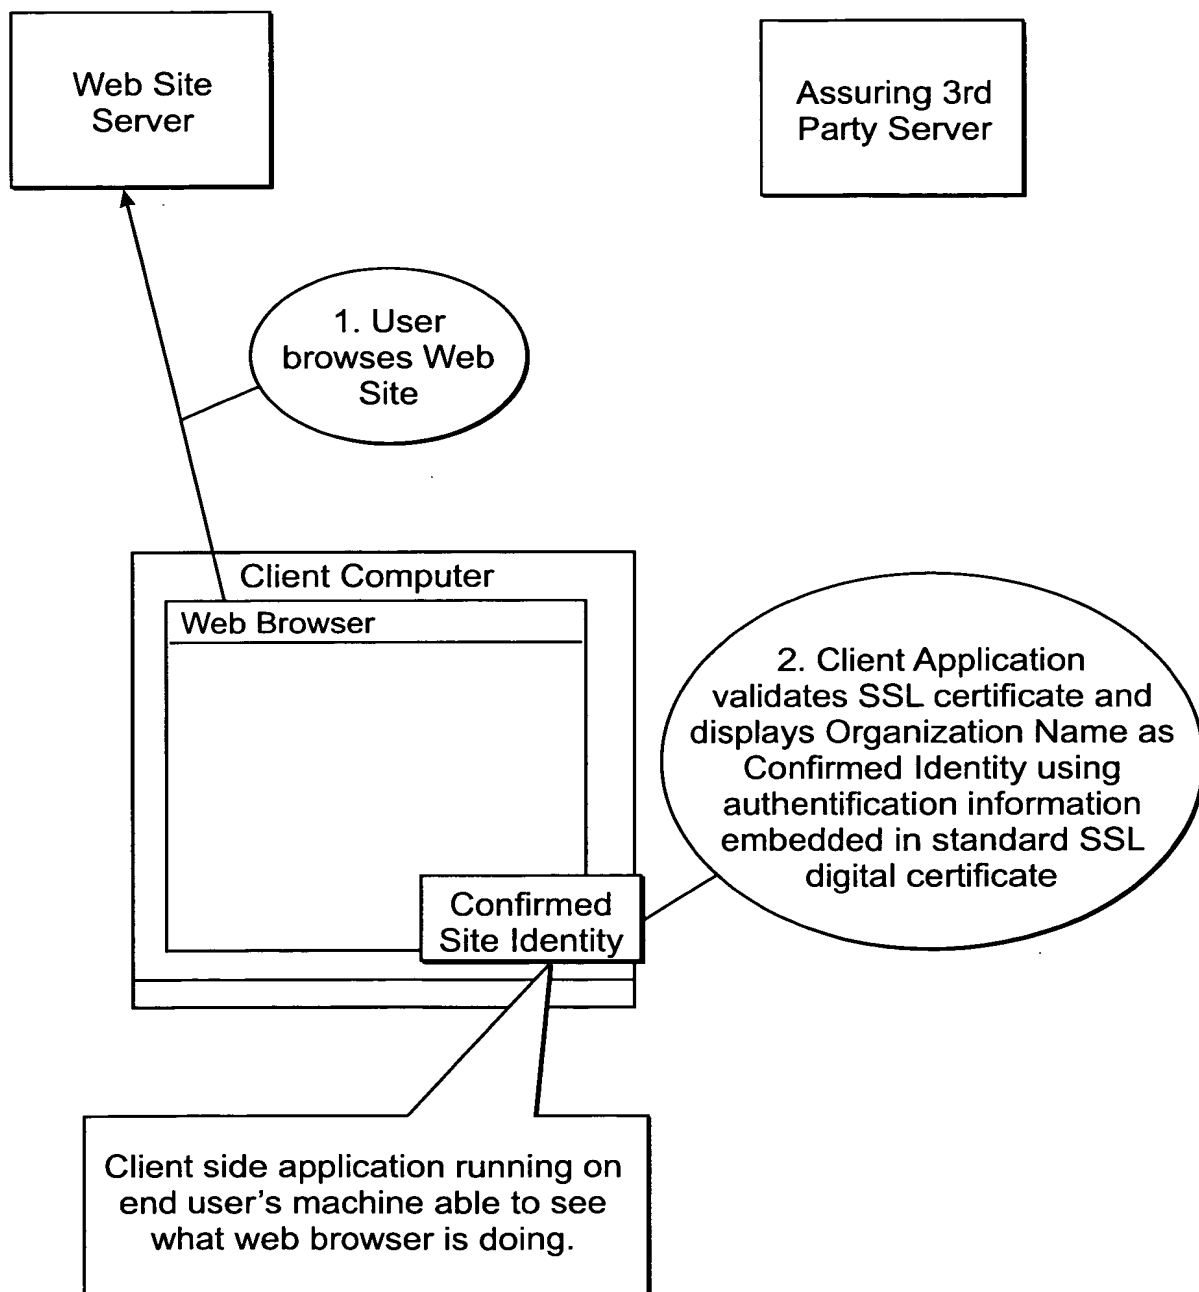 Web Site
Server
Assuring 3rd
Party Server
1. User
browses Web
Site
Client Computer
Web Browser
2. Client Application
validates SSL certificate and
displays Organization Name as
Confirmed Identity using
authentification information
embedded in standard SSL
digital certificate
Confirmed
Site Identity
Client side application running on
end user's machine able to see
what web browser is doing.